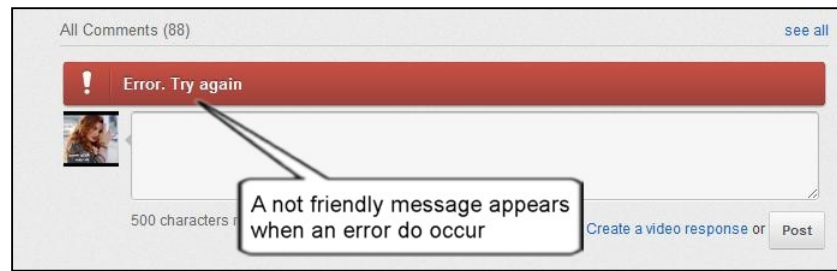 All Comments (88) see all
! Error. Try again
A not friendly message appears
when an error do occur
500 characters
Create a video response or Post